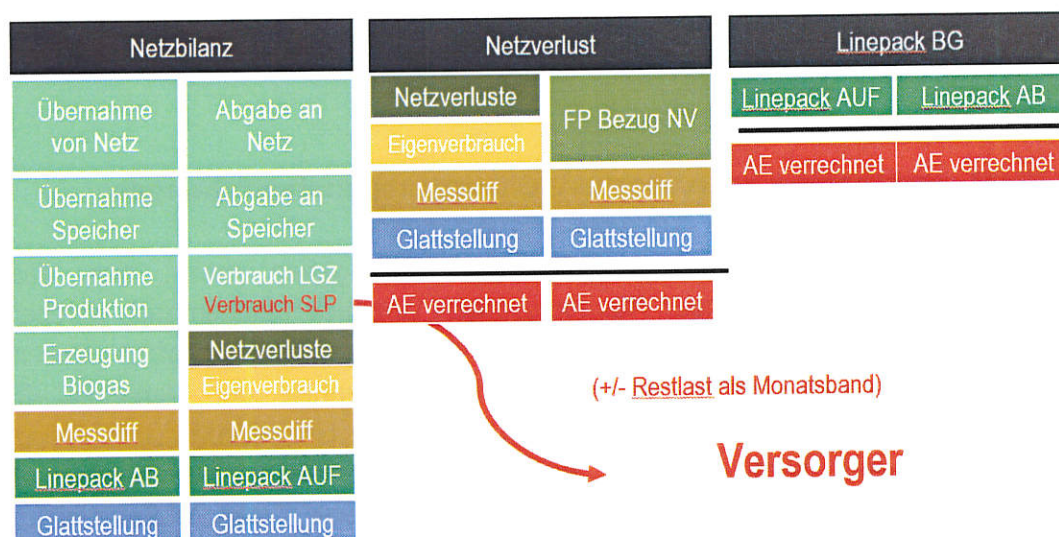 Netzbilanz
Übernahme
von Netz
Abgabe an
Netz
Übernahme
Speicher
Abgabe an
Speicher
Übernahme
Produktion
Verbrauch LGZ
Verbrauch SLP
Erzeugung
Biogas
Netzverluste
Eigenverbrauch
Messdiff
Messdiff
Linepack AB
Linepack AUF
Glattstellung
Glattstellung
Netzverlust
Netzverluste
FP Bezug NV
Eigenverbrauch
Messdiff
Messdiff
Glattstellung
Glattstellung
AE verrechnet
AE verrechnet
Linepack BG
Linepack AUF
Linepack AB
AE verrechnet
AE verrechnet
(+/- Restlast als Monatsband)
Versorger